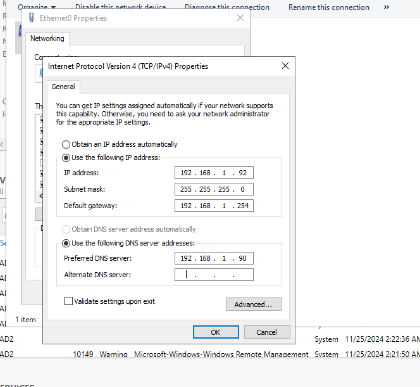 Organize Disable this network device Diagnose this connection Rename this connection »
Ethernet0 Properties
Networking
Internet Protocol Version 4 (TCP/IPv4) Properties
General
You can get IP settings assigned automatically if your network supports
this capability. Otherwise, you need to ask your network administrator
for the appropriate IP settings.
Obtain an IP address automatically
Use the following IP address:
IP address: 192 . 168 . 1 . 92
Subnet mask: 255 . 255 . 255 . 0
Default gateway: 192 . 168 . 1 . 254
Obtain DNS server address automatically
Use the following DNS server addresses:
Preferred DNS server: 192 . 168 . 1 . 90
Alternate DNS server: . . .
Validate settings upon exit
Advanced...
OK Cancel
1 item
System 11/25/2024 2:22:36 AM
AD2 10149 Warning Microsoft-Windows-Windows Remote Management System 11/25/2024 2:21:50 AM